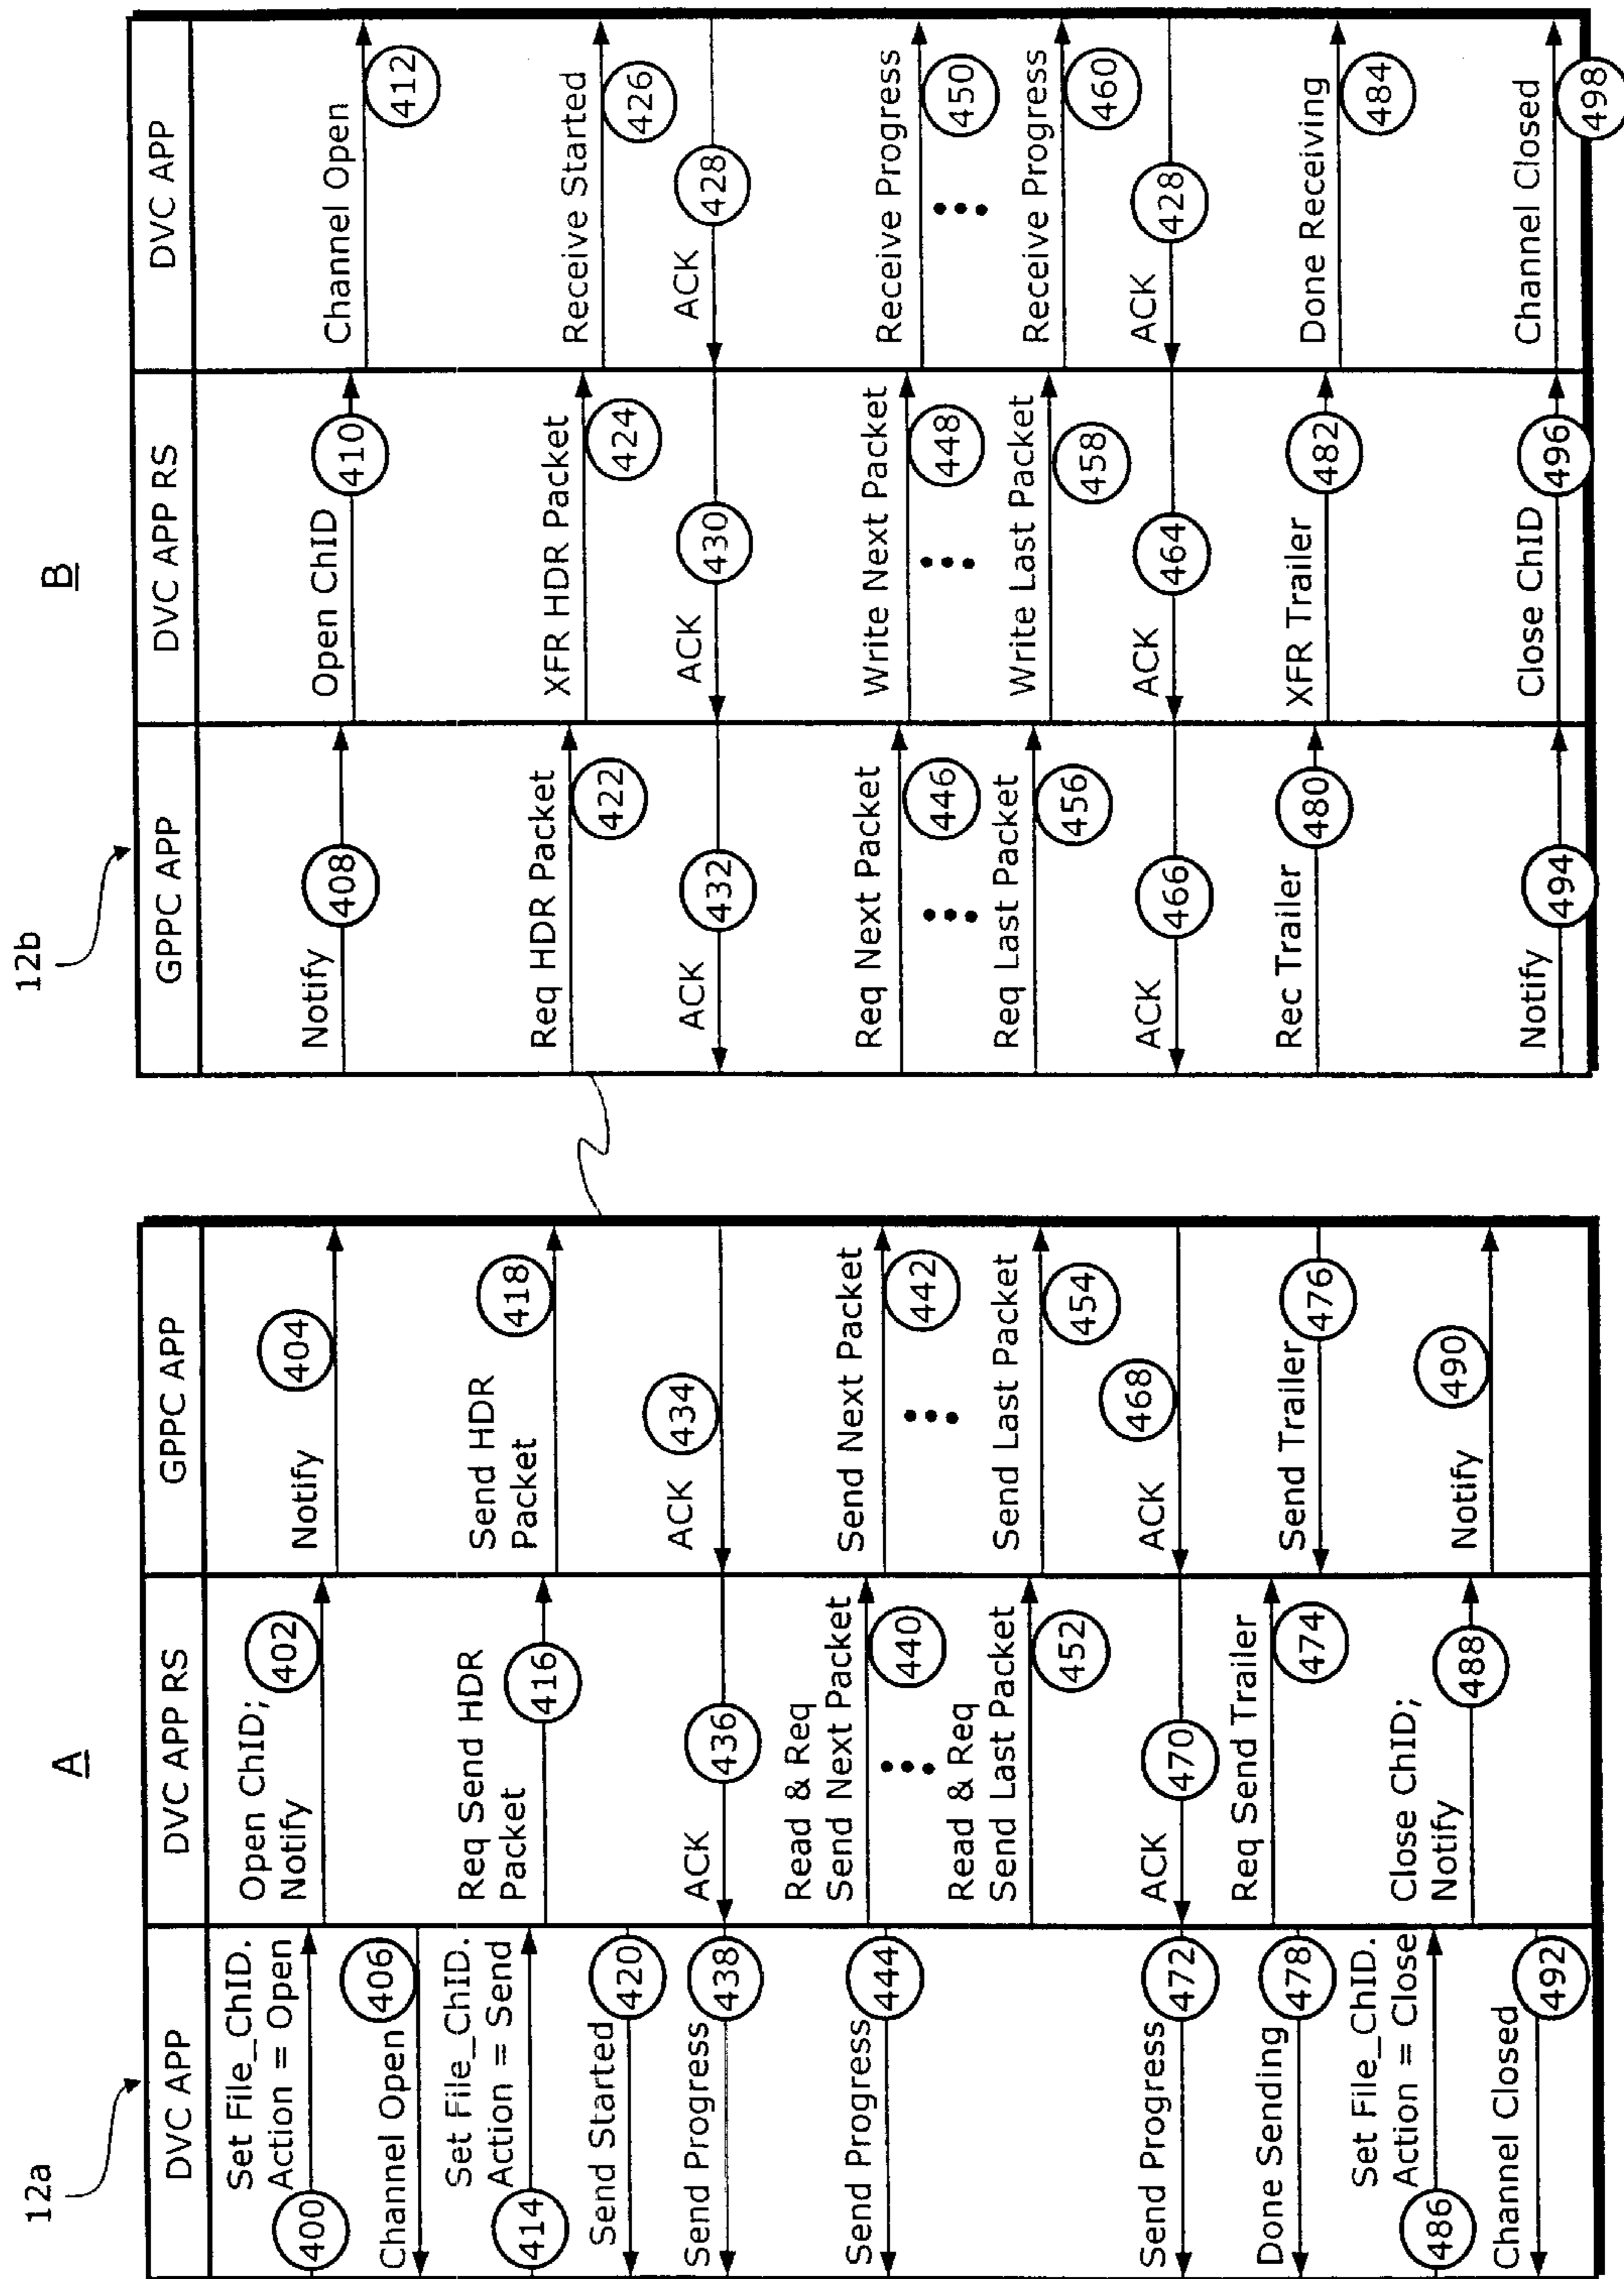 A
12a
DVC APP
DVC APP RS
GPPC APP
Set File_ChID.
Action = Open
400
Open ChID;
Notify
402
Notify
404
Channel Open
406
Set File_ChID.
Action = Send
414
Req Send HDR
Packet
416
Send HDR
Packet
418
Send Started
420
Send Progress
438
ACK
436
ACK
434
Send Progress
444
Read & Req
Send Next Packet
440
Send Next Packet
442
Read & Req
Send Last Packet
452
Send Last Packet
454
Send Progress
472
ACK
470
ACK
468
Done Sending
478
Req Send Trailer
474
Send Trailer
476
Set File_ChID.
Action = Close
486
Close ChID;
Notify
488
Notify
490
Channel Closed
492
B
12b
GPPC APP
DVC APP RS
DVC APP
Notify
408
Open ChID
410
Channel Open
412
Req HDR Packet
422
XFR HDR Packet
424
Receive Started
426
ACK
432
ACK
430
ACK
428
Req Next Packet
446
Write Next Packet
448
Receive Progress
450
Req Last Packet
456
Write Last Packet
458
Receive Progress
460
ACK
466
ACK
464
ACK
428
Rec Trailer
480
XFR Trailer
482
Done Receiving
484
Notify
494
Close ChID
496
Channel Closed
498